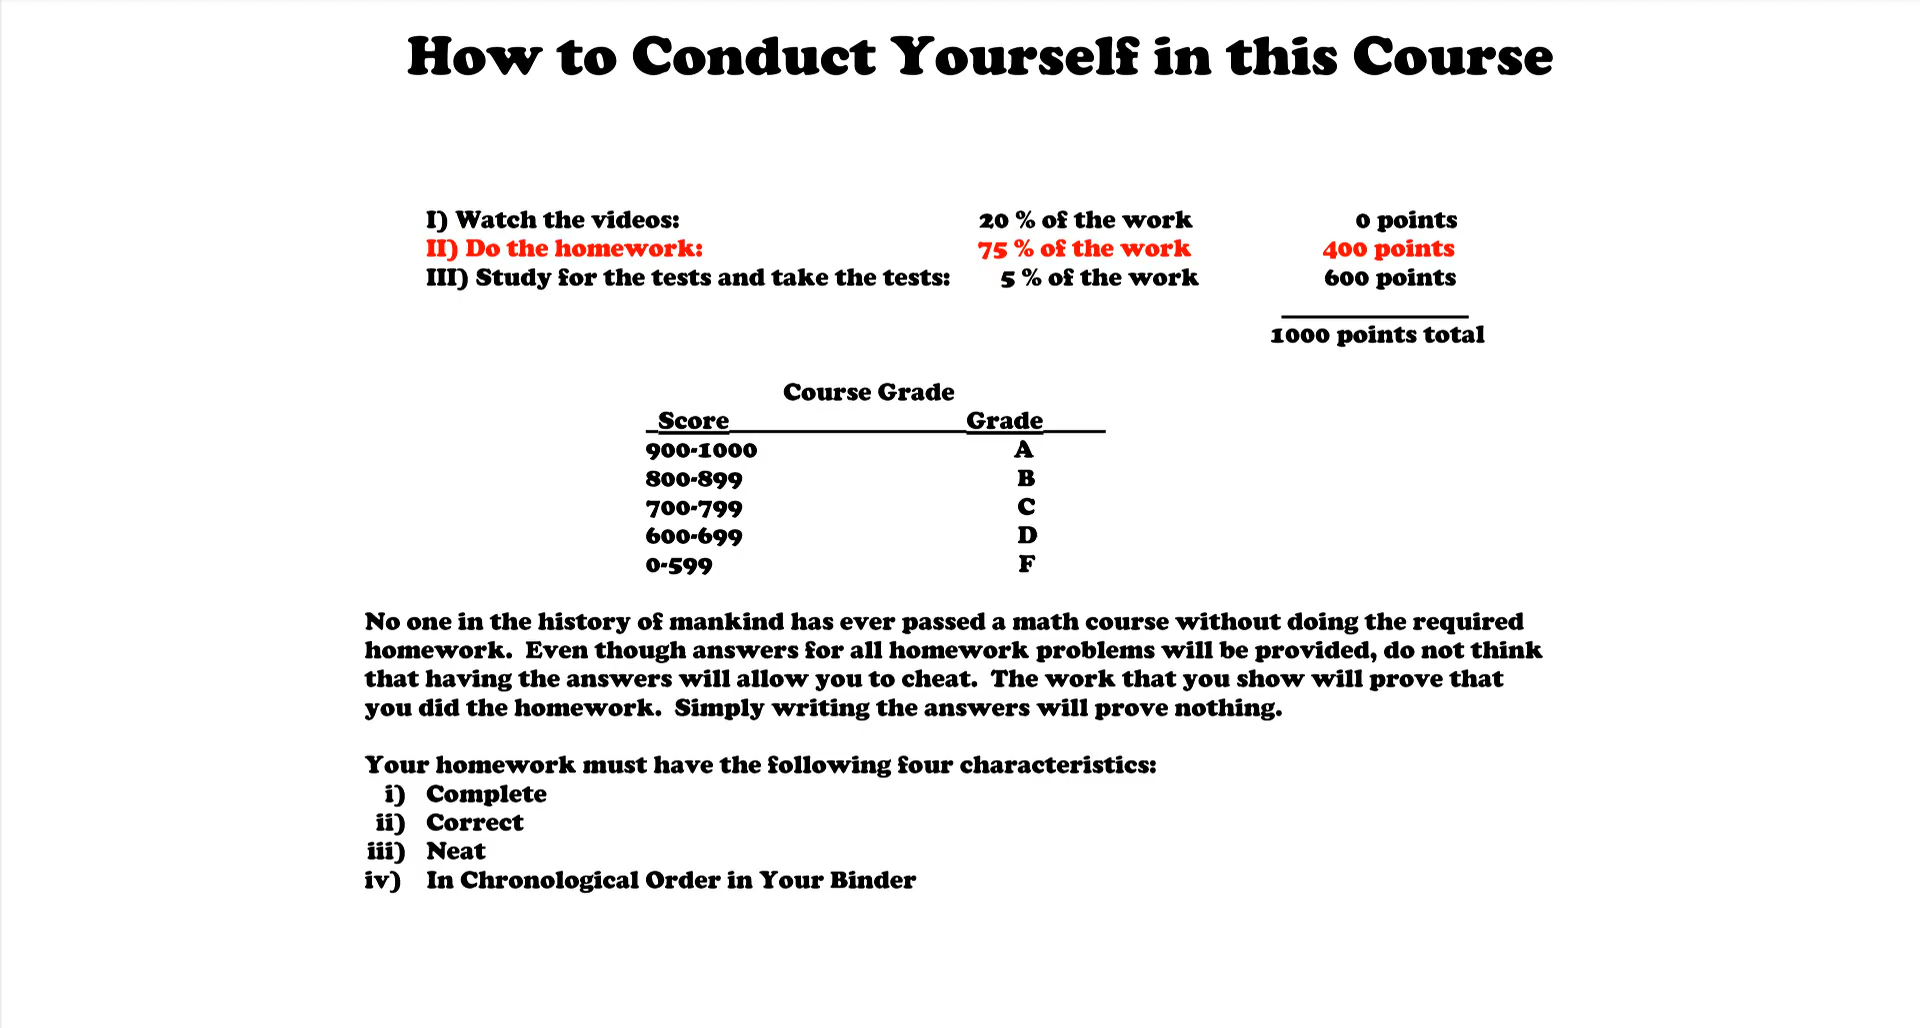 How to Conduct Yourself in this Course
I) Watch the videos: 20 % of the work 0 points
II) Do the homework: 75 % of the work 400 points
III) Study for the tests and take the tests: 5 % of the work 600 points
1000 points total
Course Grade
Score Grade
900-1000 A
800-899 B
700-799 C
600-699 D
0-599 F
No one in the history of mankind has ever passed a math course without doing the required
homework. Even though answers for all homework problems will be provided, do not think
that having the answers will allow you to cheat. The work that you show will prove that
you did the homework. Simply writing the answers will prove nothing.
Your homework must have the following four characteristics:
i) Complete
ii) Correct
iii) Neat
iv) In Chronological Order in Your Binder